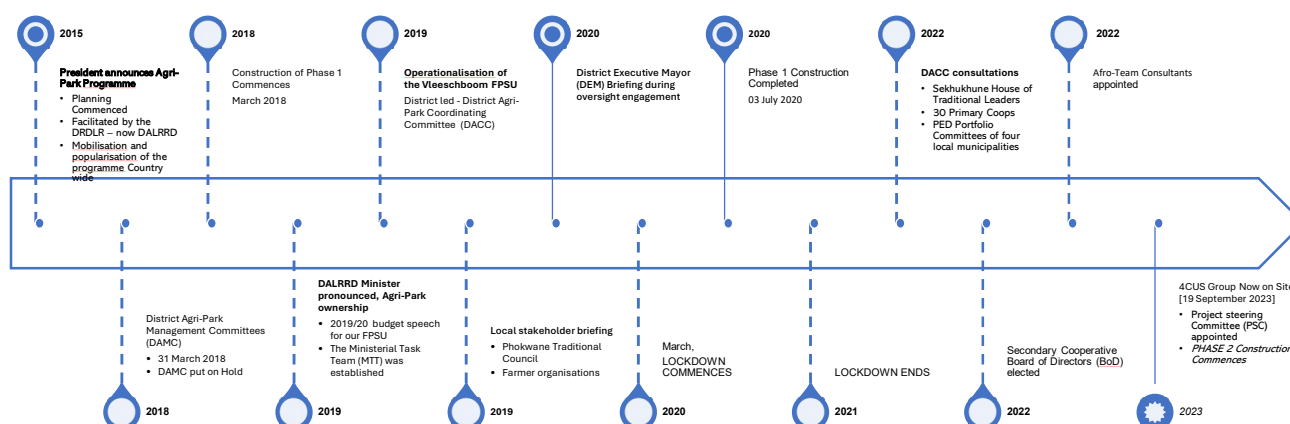 2015
President announces Agri-
Park Programme
• Planning
Commenced
• Facilitated by the
DRDLR – now DALRRD
• Mobilisation and
popularisation of the
programme Country
wide
2018
Construction of Phase 1
Commences
March 2018
2019
Operationalisation of
the Vleeschboom FPSU
District led - District Agri-
Park Coordinating
Committee (DACC)
2020
District Executive Mayor
(DEM) Briefing during
oversight engagement
2020
Phase 1 Construction
Completed
03 July 2020
2022
DACC consultations
• Sekhukhune House of
Traditional Leaders
• 30 Primary Coops
• PED Portfolio
Committees of four
local municipalities
2022
Afro-Team Consultants
appointed
District Agri-Park
Management Committees
(DAMC)
• 31 March 2018
• DAMC put on Hold
2018
DALRRD Minister
pronounced, Agri-Park
ownership
• 2019/20 budget speech
for our FPSU
• The Ministerial Task
Team (MTT) was
established
2019
Local stakeholder briefing
• Phokwane Traditional
Council
• Farmer organisations
2019
March,
LOCKDOWN
COMMENCES
2020
LOCKDOWN ENDS
2021
Secondary Cooperative
Board of Directors (BoD)
elected
2022
4CUS Group Now on Site
[19 September 2023]
• Project steering
Committee (PSC)
appointed
• PHASE 2 Construction
Commences
2023